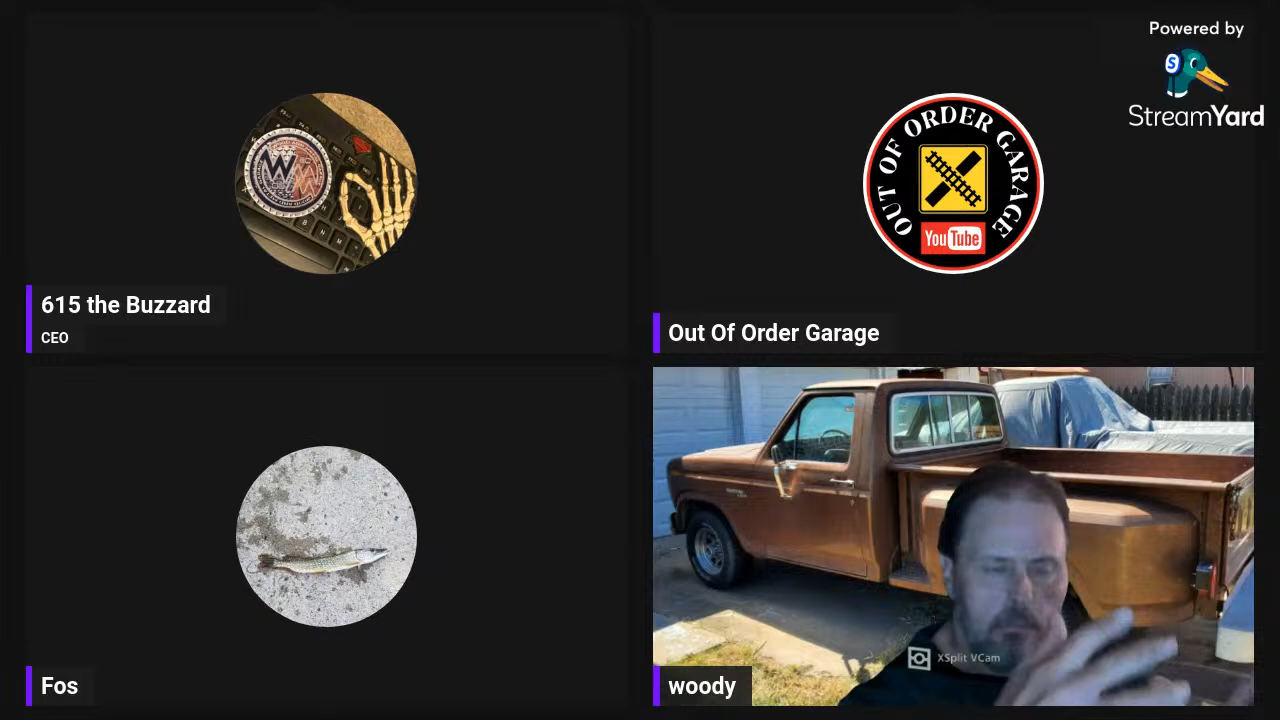 Powered by
S
StreamYard
W
615 the Buzzard
CEO
OUT OF ORDER GARAGE
YouTube
Out Of Order Garage
Fos
XSplit VCam
woody